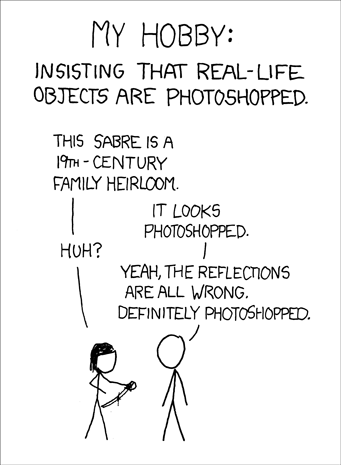 MY HOBBY:
INSISTING THAT REAL-LIFE
OBJECTS ARE PHOTOSHOPPED.
THIS SABRE IS A
19TH-CENTURY
FAMILY HEIRLOOM.
IT LOOKS
PHOTOSHOPPED.
HUH?
YEAH, THE REFLECTIONS
ARE ALL WRONG.
DEFINITELY PHOTOSHOPPED.